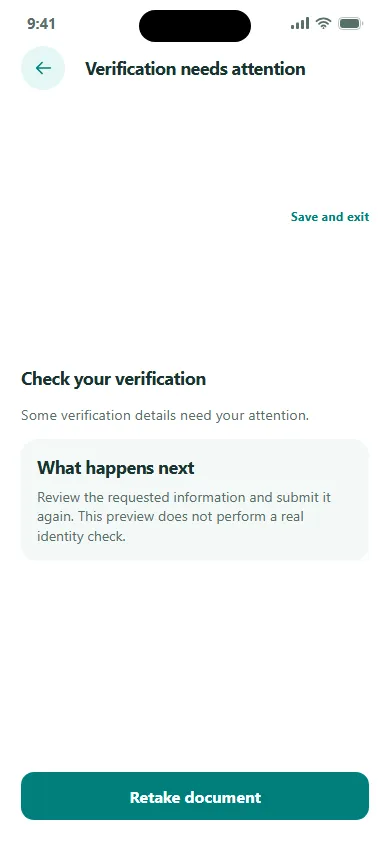 9:41
Verification needs attention
Save and exit
Check your verification
Some verification details need your attention.
What happens next
Review the requested information and submit it
again. This preview does not perform a real
identity check.
Retake document